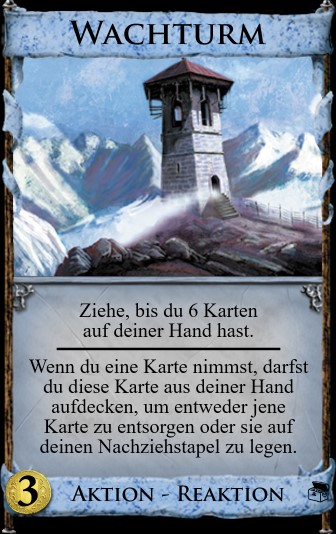 Wachturm
Ziehe, bis du 6 Karten
auf deiner Hand hast.
Wenn du eine Karte nimmst, darfst
du diese Karte aus deiner Hand
aufdecken, um entweder jene
Karte zu entsorgen oder sie auf
deinen Nachziehstapel zu legen.
3 Aktion - Reaktion